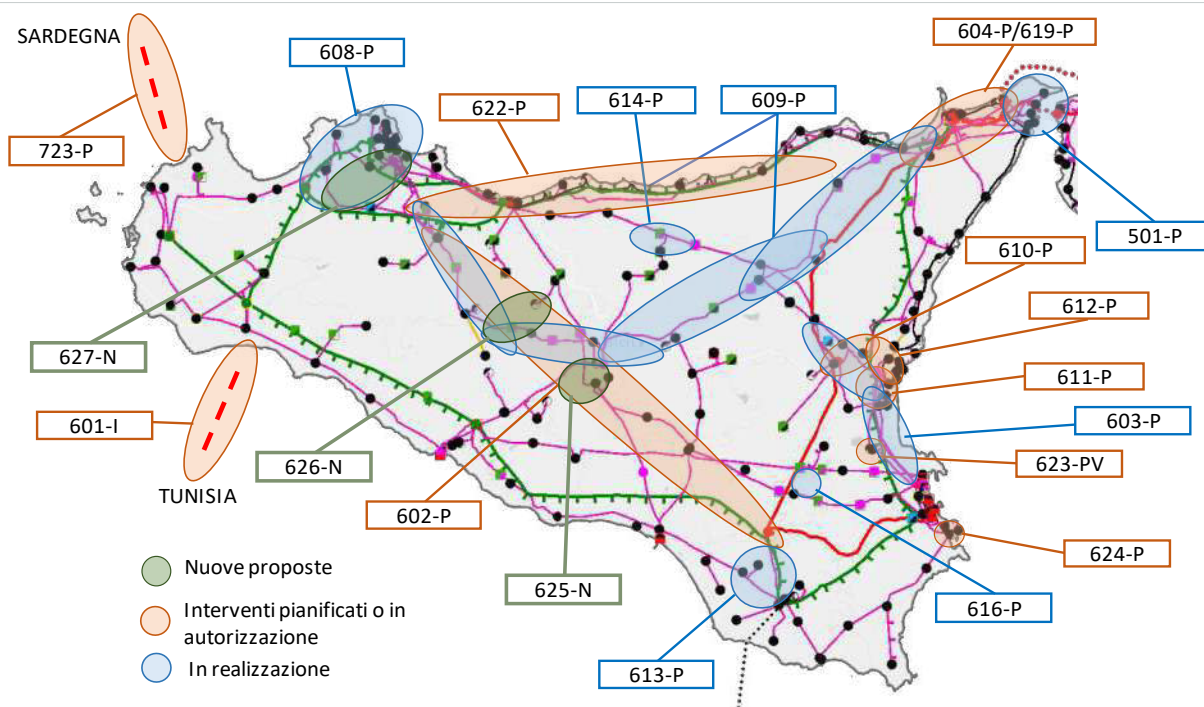 SARDEGNA
604-P/619-P
608-P
622-P
614-P
609-P
723-P
501-P
610-P
612-P
627-N
611-P
601-I
603-P
626-N
623-PV
TUNISIA
602-P
624-P
Nuove proposte
625-N
616-P
Interventi pianificati o in
autorizzazione
In realizzazione
613-P